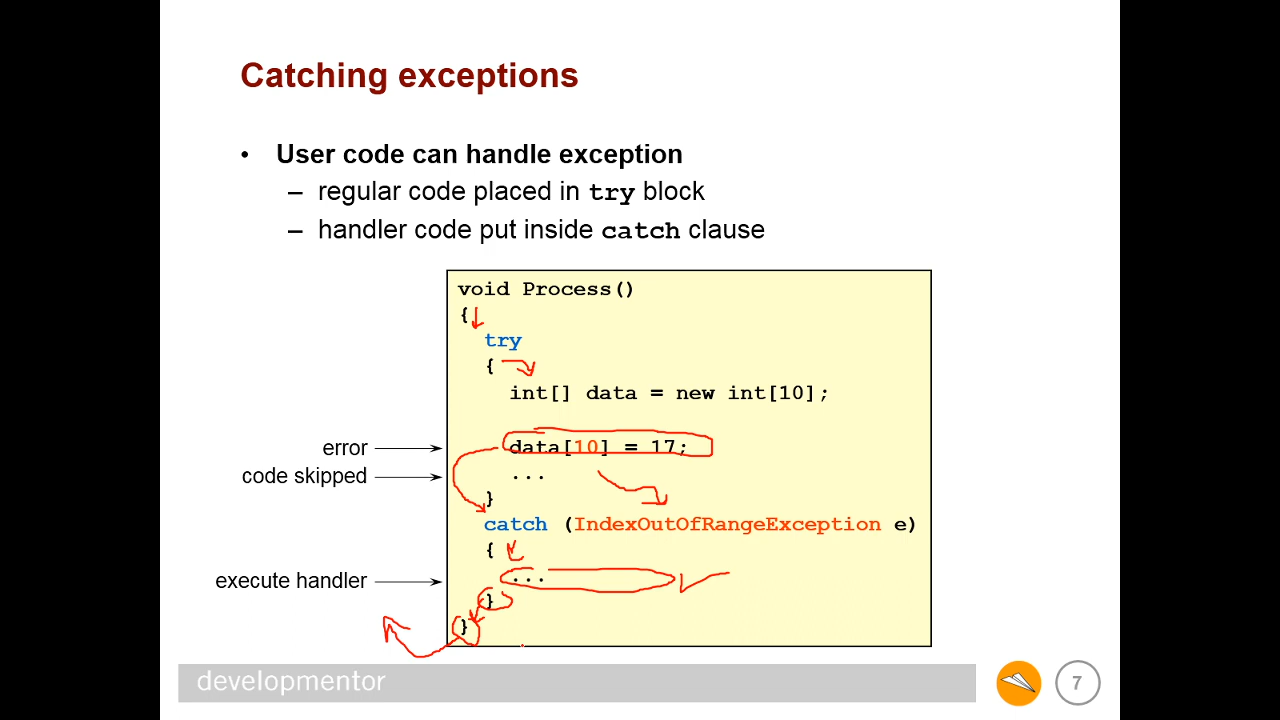 Catching exceptions
• User code can handle exception
– regular code placed in try block
– handler code put inside catch clause
void Process()
{
try
{
int[] data = new int[10];
error
data[10] = 17;
code skipped
...
}
catch (IndexOutOfRangeException e)
{
execute handler
...
}
}
developmentor
7